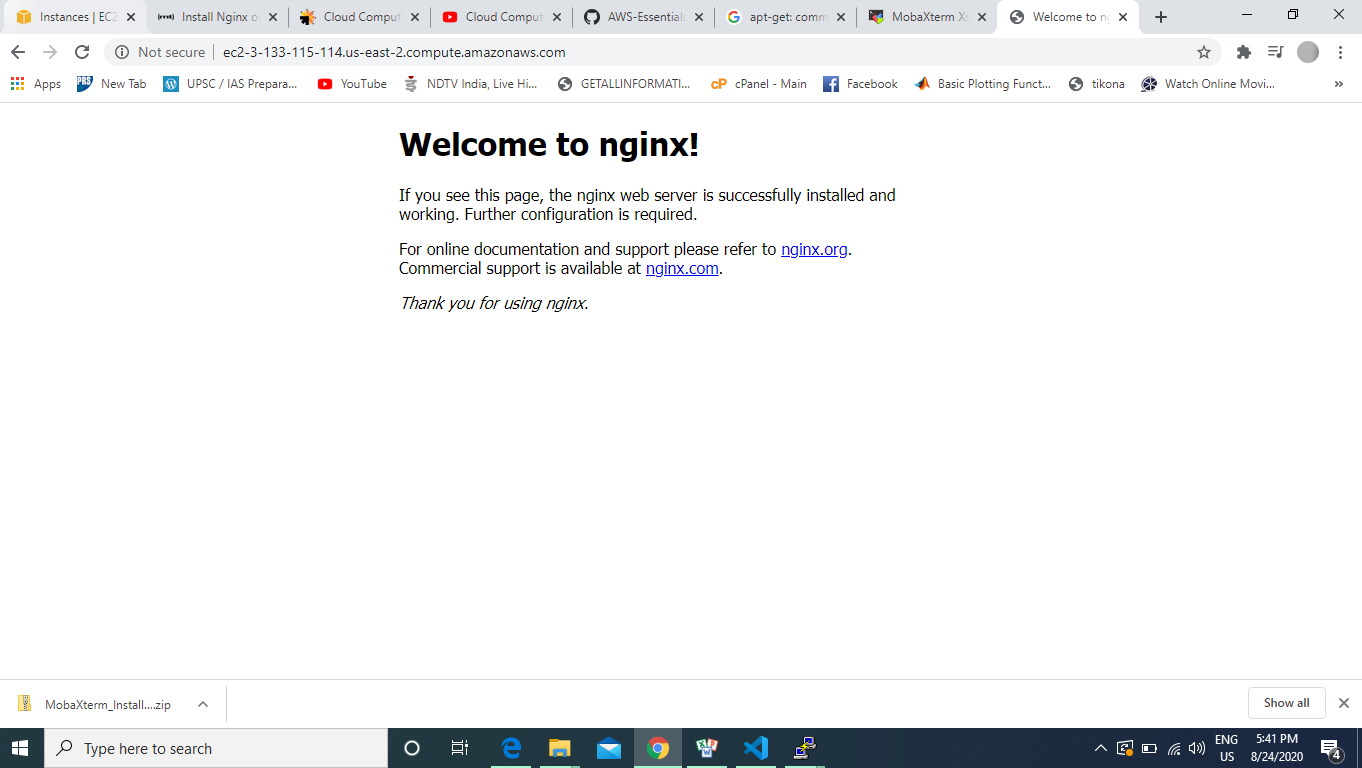 Instances | EC2
Install Nginx o
Cloud Comput
Cloud Comput
AWS-Essential
apt-get: comm
MobaXterm Xs
Welcome to ng
Not secure | ec2-3-133-115-114.us-east-2.compute.amazonaws.com
Apps
PBS
New Tab
UPSC / IAS Prepara...
YouTube
NDTV India, Live Hi...
GETALLINFORMATI...
cP
cPanel - Main
Facebook
Basic Plotting Funct...
tikona
Watch Online Movi...
»
Welcome to nginx!
If you see this page, the nginx web server is successfully installed and
working. Further configuration is required.
For online documentation and support please refer to nginx.org.
Commercial support is available at nginx.com.
Thank you for using nginx.
MobaXterm_Install....zip
Show all
Type here to search
ENG
US
5:41 PM
8/24/2020
4